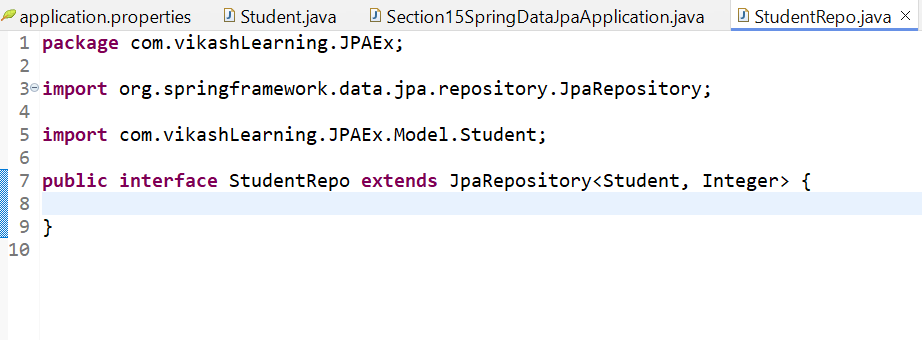 application.properties Student.java Section15SpringDataJpaApplication.java StudentRepo.java
1 package com.vikashLearning.JPAEx;
2
3 import org.springframework.data.jpa.repository.JpaRepository;
4
5 import com.vikashLearning.JPAEx.Model.Student;
6
7 public interface StudentRepo extends JpaRepository<Student, Integer> {
8
9 }
10